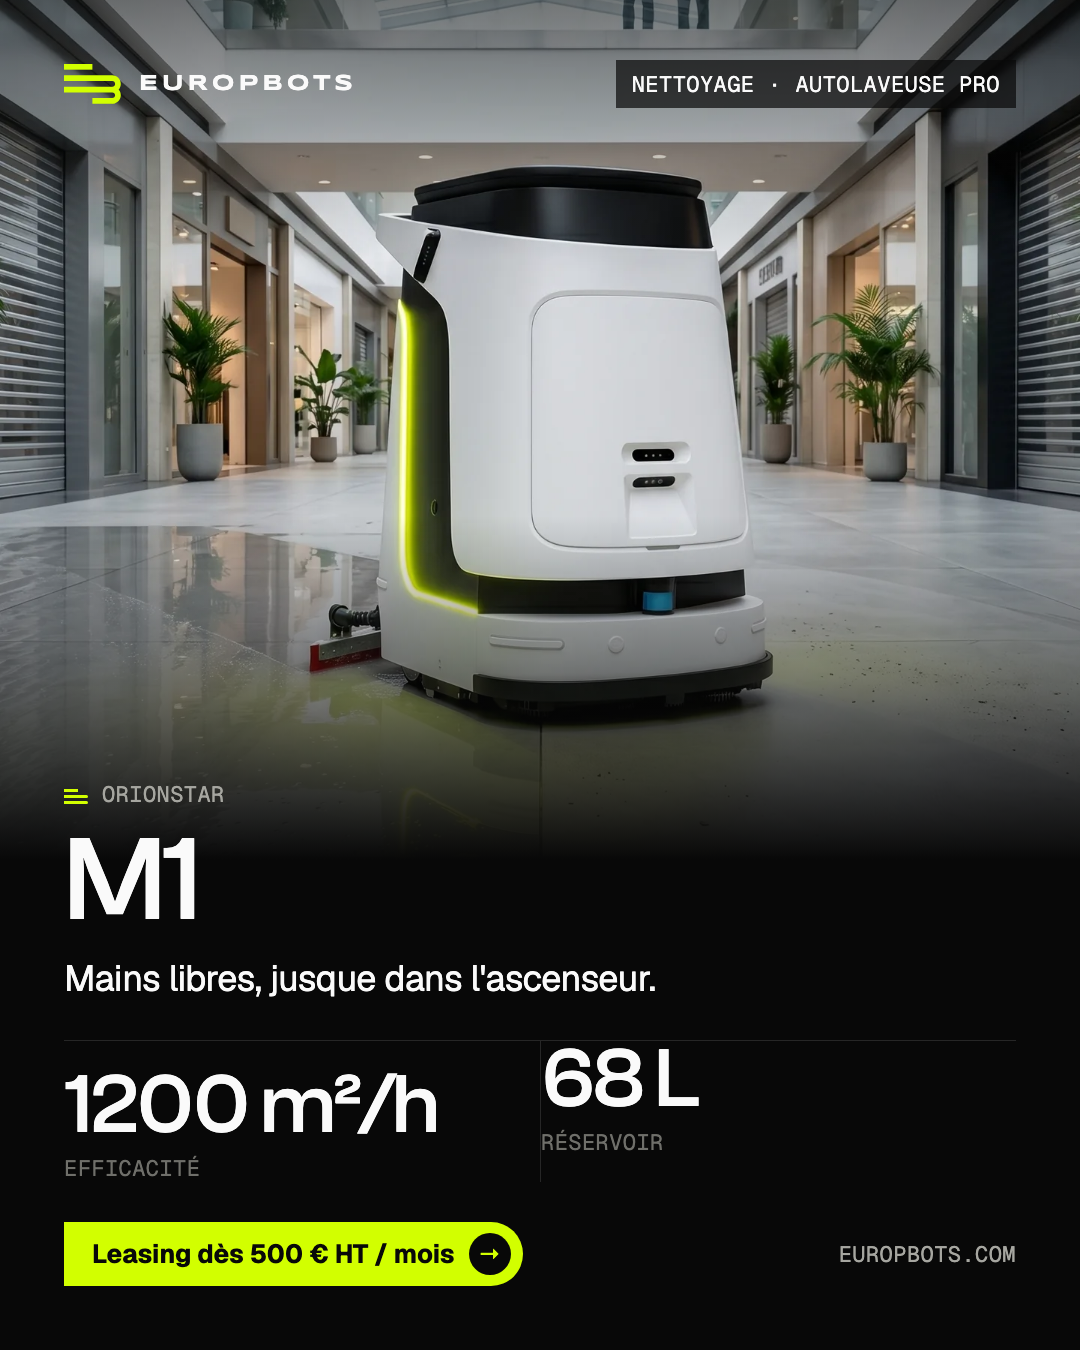 EUROPBOTS
NETTOYAGE · AUTOLAVEUSE PRO
ORIONSTAR
M1
Mains libres, jusque dans l'ascenseur.
1200 m²/h
68 L
EFFICACITÉ
RÉSERVOIR
Leasing dès 500 € HT / mois →
EUROPBOTS.COM